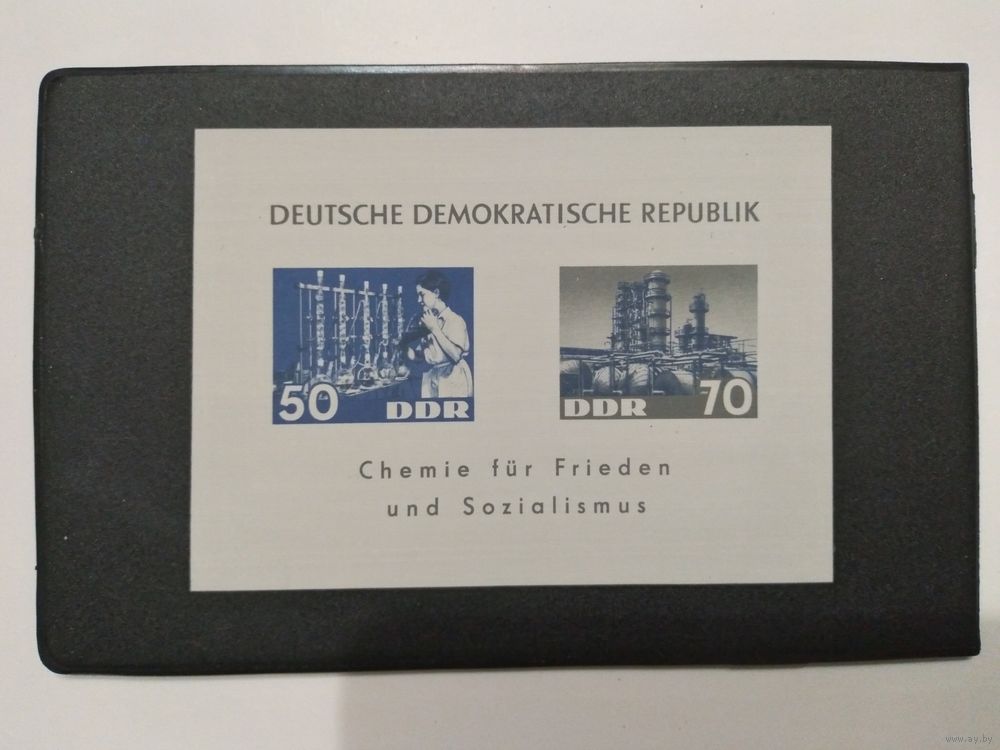 DEUTSCHE DEMOKRATISCHE REPUBLIK
50 DDR
DDR 70
Chemie für Frieden
und Sozialismus
www.ay.by